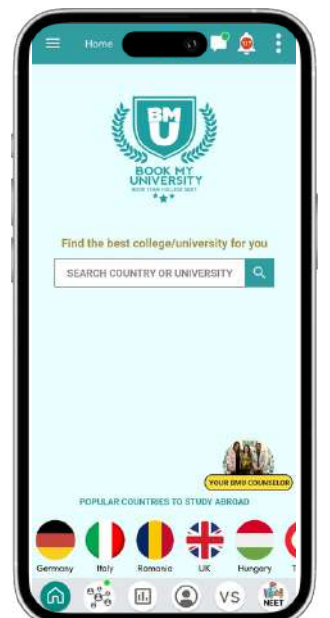 Home
BM
U
BOOK MY
UNIVERSITY
Find the best college/university for you
SEARCH COUNTRY OR UNIVERSITY
YOUR BMU COUNSELOR
POPULAR COUNTRIES TO STUDY ABROAD
Germany Italy Romania UK Hungary T
VS NEET